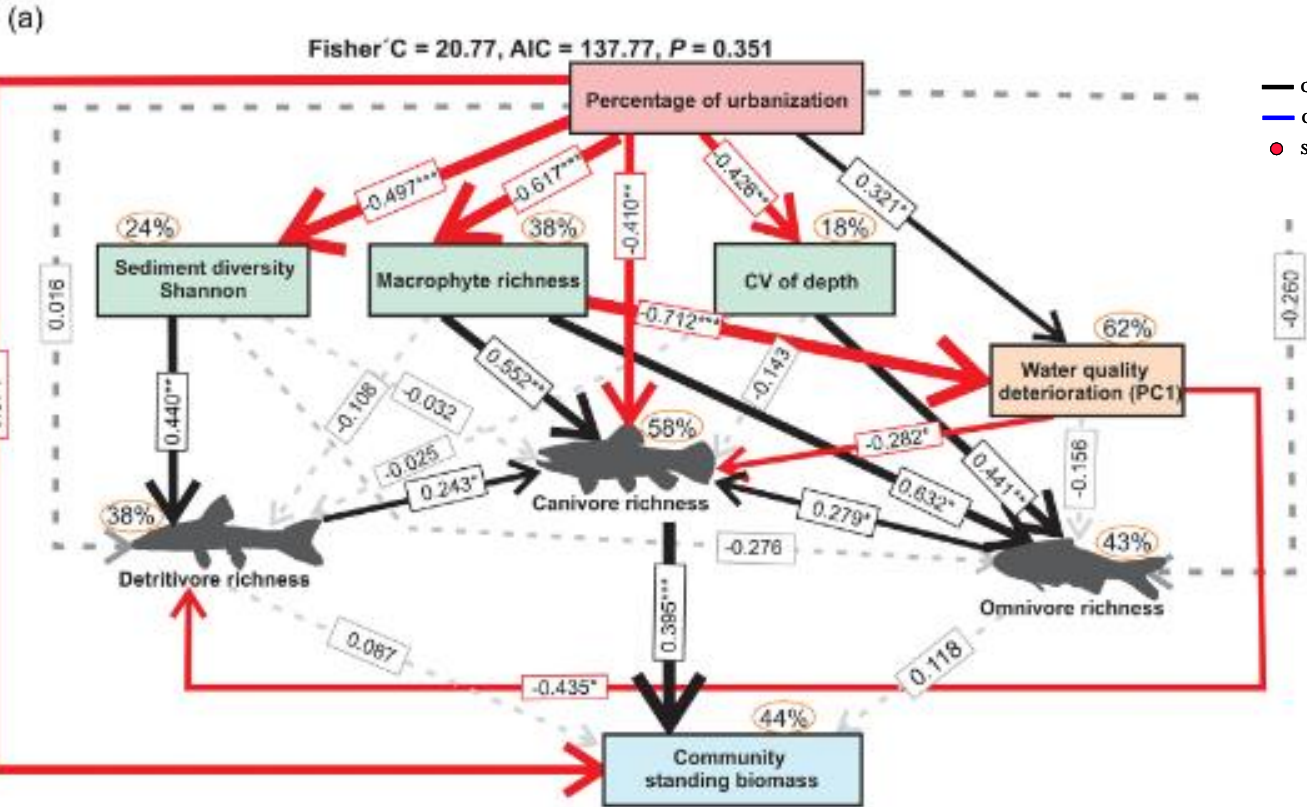 (a)
Fisher´C = 20.77, AIC = 137.77, P = 0.351
Percentage of urbanization
-0.497***
-0.617***
-0.410**
-0.426**
0.321*
24%
38%
18%
Sediment diversity
Shannon
Macrophyte richness
CV of depth
0.016
-0.260
-0.712***
62%
Water quality
deterioration (PC1)
0.440**
-0.108
-0.032
0.552**
-0.143
-0.025
58%
-0.282*
-0.156
0.243*
Canivore richness
0.632*
0.441**
0.279*
38%
43%
-0.276
Detritivore richness
Omnivore richness
0.087
0.395***
0.118
-0.435*
44%
Community
standing biomass